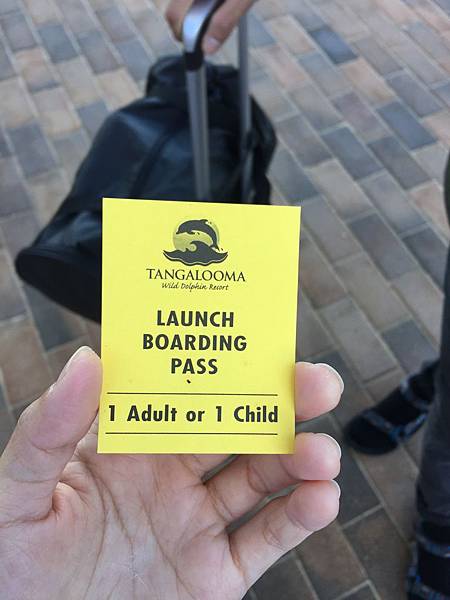 TANGALOOMA
Wild Dolphin Resort
LAUNCH
BOARDING
PASS
1 Adult or 1 Child